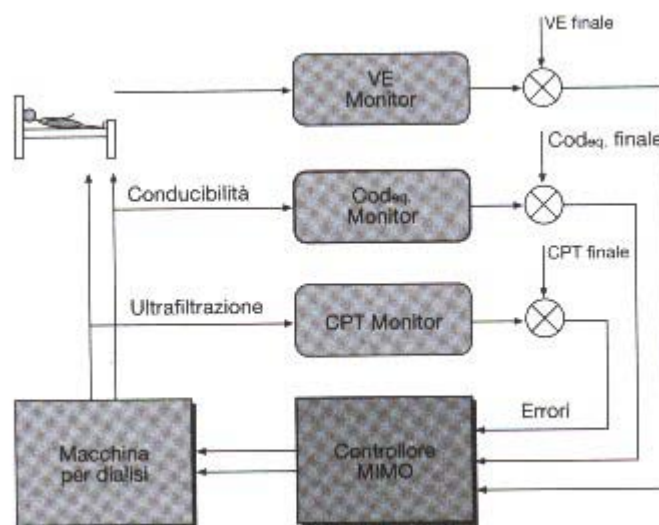 VE finale
VE
Monitor
Codeq. finale
Conducibilità
Codeq.
Monitor
CPT finale
Ultrafiltrazione
CPT Monitor
Errori
Macchina
per dialisi
Controllore
MIMO